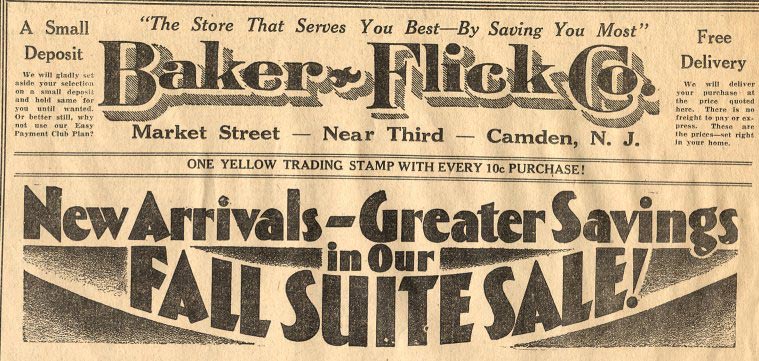 A Small
Deposit
We will gladly set
aside your selection
on a small deposit
and hold same for
you until wanted.
Or better still, why
not use our Easy
Payment Club Plan?
"The Store That Serves You Best—By Saving You Most"
Baker-Flick Co.
Market Street — Near Third — Camden, N. J.
Free
Delivery
We will deliver
your purchase at
the price quoted
here. There is no
freight to pay or ex-
press. These are
the prices—set right
in your home.
ONE YELLOW TRADING STAMP WITH EVERY 10c PURCHASE!
New Arrivals—Greater Savings
in Our
FALL SUITE SALE!